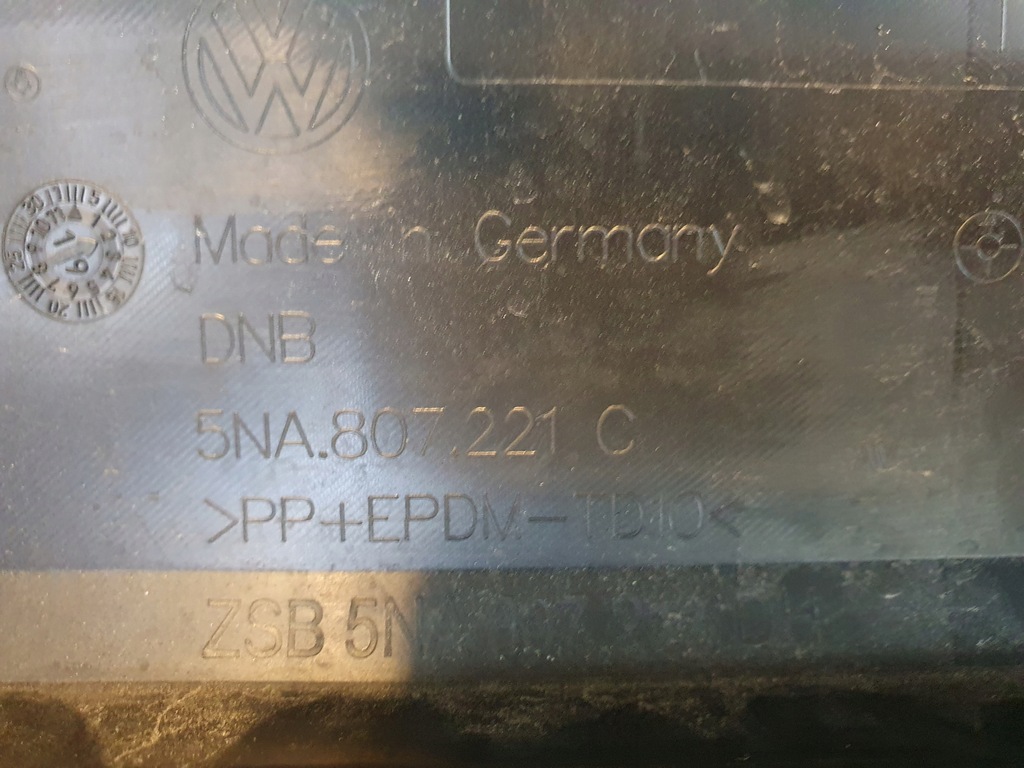 Made in Germany
DNB
5NA.807.221 C
>PP+EPDM-TD10<
ZSB 5N